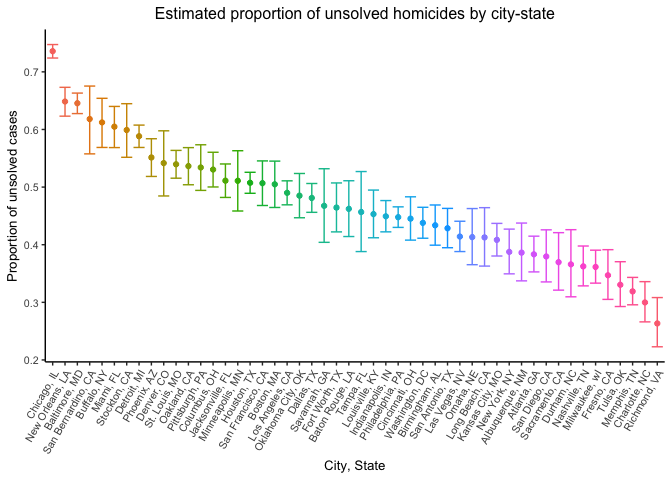 Estimated proportion of unsolved homicides by city-state
Proportion of unsolved cases
0.7
0.6
0.5
0.4
0.3
0.2
Chicago, IL
New Orleans, LA
Baltimore, MD
San Bernardino, CA
Buffalo, NY
Miami, FL
Stockton, CA
Detroit, MI
Phoenix, AZ
Denver, CO
St. Louis, MO
Oakland, CA
Pittsburgh, PA
Columbus, OH
Jacksonville, FL
Minneapolis, MN
Houston, TX
San Francisco, CA
Boston, MA
Los Angeles, CA
Oklahoma City, OK
Dallas, TX
Savannah, GA
Fort Worth, TX
Baton Rouge, LA
Tampa, FL
Louisville, KY
Indianapolis, IN
Philadelphia, PA
Cincinnati, OH
Washington, DC
Birmingham, AL
San Antonio, TX
Las Vegas, NV
Omaha, NE
Long Beach, CA
Kansas City, MO
New York, NY
Albuquerque, NM
Atlanta, GA
San Diego, CA
Sacramento, CA
Durham, NC
Nashville, TN
Milwaukee, wI
Fresno, CA
Tulsa, OK
Memphis, TN
Charlotte, NC
Richmond, VA
City, State